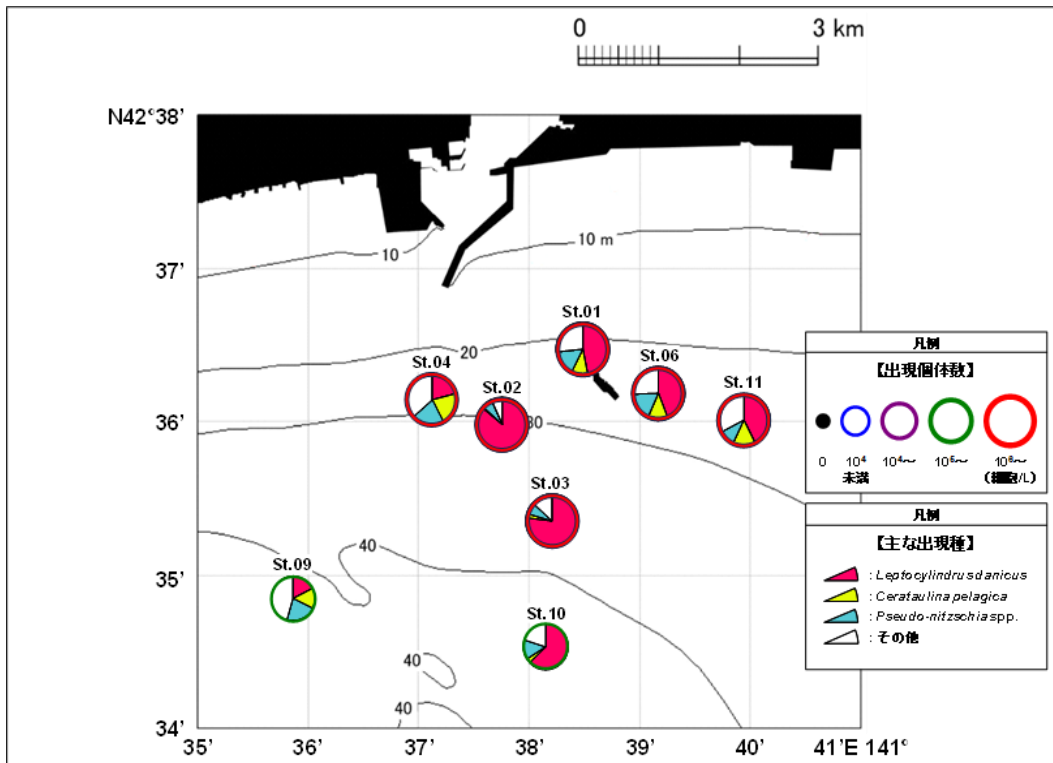 0 3 km
N42°38'
10
10 m
37'
St.01
St.04
20
St.06
St.02
St.11
36'
30
St.03
40
St.09
35'
St.10
40
40
34'
35' 36' 37' 38' 39' 40' 41'E 141°
凡例
【出現個体数】
0 10⁴ 10⁴~ 10⁵~ 10⁶~
未満 (細胞/L)
凡例
【主な出現種】
: Leptocylindrus danicus
: Cerataulina pelagica
: Pseudo-nitzschia spp.
: その他